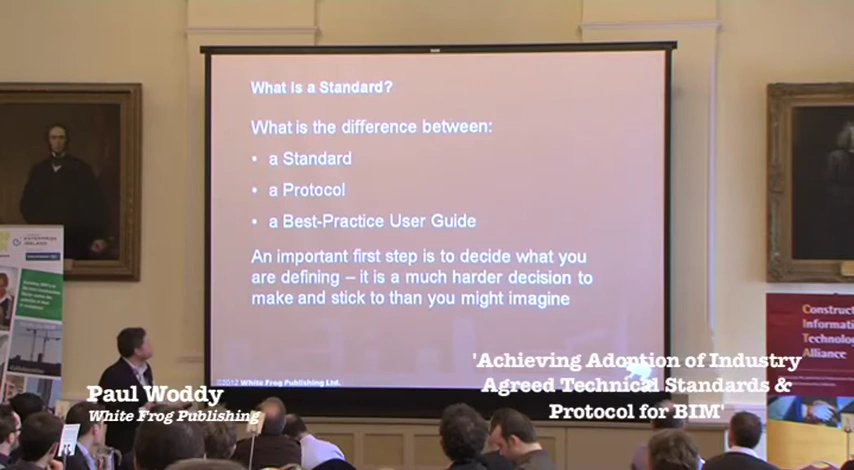 What is a Standard?
What is the difference between:
• a Standard
• a Protocol
• a Best-Practice User Guide
An important first step is to decide what you
are defining – it is a much harder decision to
make and stick to than you might imagine
©2012 White Frog Publishing Ltd.
ENTERPRISE
IRELAND
Construct
Informati
Technolog
Alliance
'Achieving Adoption of Industry
Agreed Technical Standards &
Protocol for BIM'
Paul Woddy
White Frog Publishing